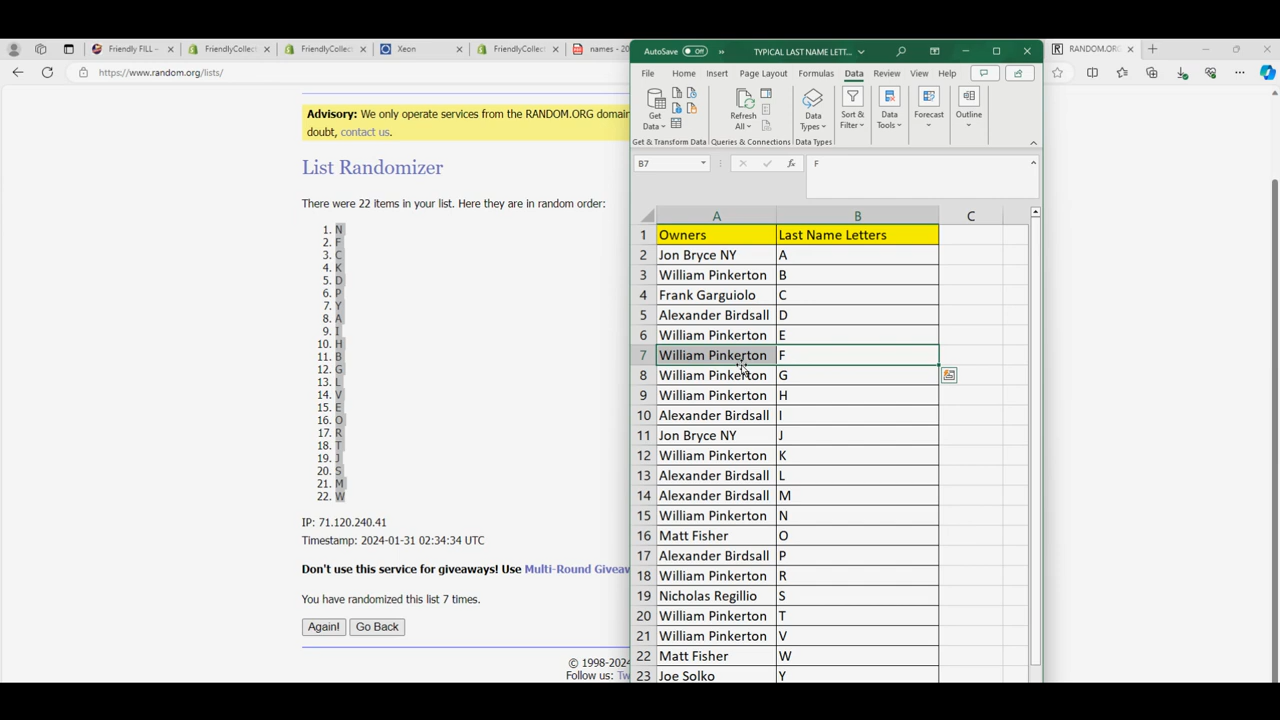 Friendly FILL -
FriendlyCollec
FriendlyCollec
Xeon
FriendlyCollec
names - 20
RANDOM.ORG
https://www.random.org/lists/
Advisory: We only operate services from the RANDOM.ORG domain
doubt, contact us.
List Randomizer
There were 22 items in your list. Here they are in random order:
1. N
2. F
3. C
4. K
5. D
6. P
7. Y
8. A
9. I
10. H
11. B
12. G
13. L
14. V
15. E
16. O
17. R
18. T
19. J
20. S
21. M
22. W
IP: 71.120.240.41
Timestamp: 2024-01-31 02:34:34 UTC
Don't use this service for giveaways! Use Multi-Round Giveaw
You have randomized this list 7 times.
Again! Go Back
© 1998-2024
Follow us: Tw
AutoSave Off » TYPICAL LAST NAME LETT...
File Home Insert Page Layout Formulas Data Review View Help
Get Data Refresh All Data Types Sort & Filter Data Tools Forecast Outline
Get & Transform Data Queries & Connections Data Types
B7 fx F
A B C
1 Owners Last Name Letters
2 Jon Bryce NY A
3 William Pinkerton B
4 Frank Garguiolo C
5 Alexander Birdsall D
6 William Pinkerton E
7 William Pinkerton F
8 William Pinkerton G
9 William Pinkerton H
10 Alexander Birdsall I
11 Jon Bryce NY J
12 William Pinkerton K
13 Alexander Birdsall L
14 Alexander Birdsall M
15 William Pinkerton N
16 Matt Fisher O
17 Alexander Birdsall P
18 William Pinkerton R
19 Nicholas Regillio S
20 William Pinkerton T
21 William Pinkerton V
22 Matt Fisher W
23 Joe Solko Y